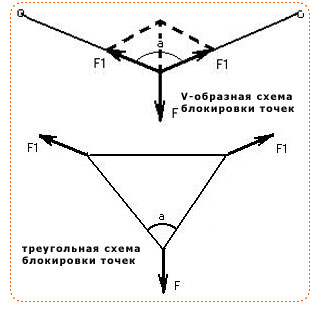 a
F1
F1
V-образная схема
блокировки точек
F
F1
F1
a
треугольная схема
блокировки точек
F